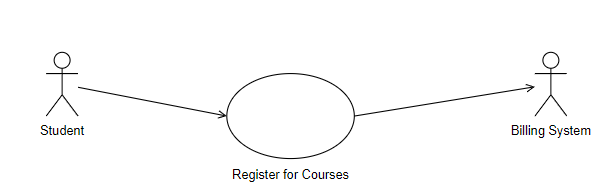 Student
Billing System
Register for Courses